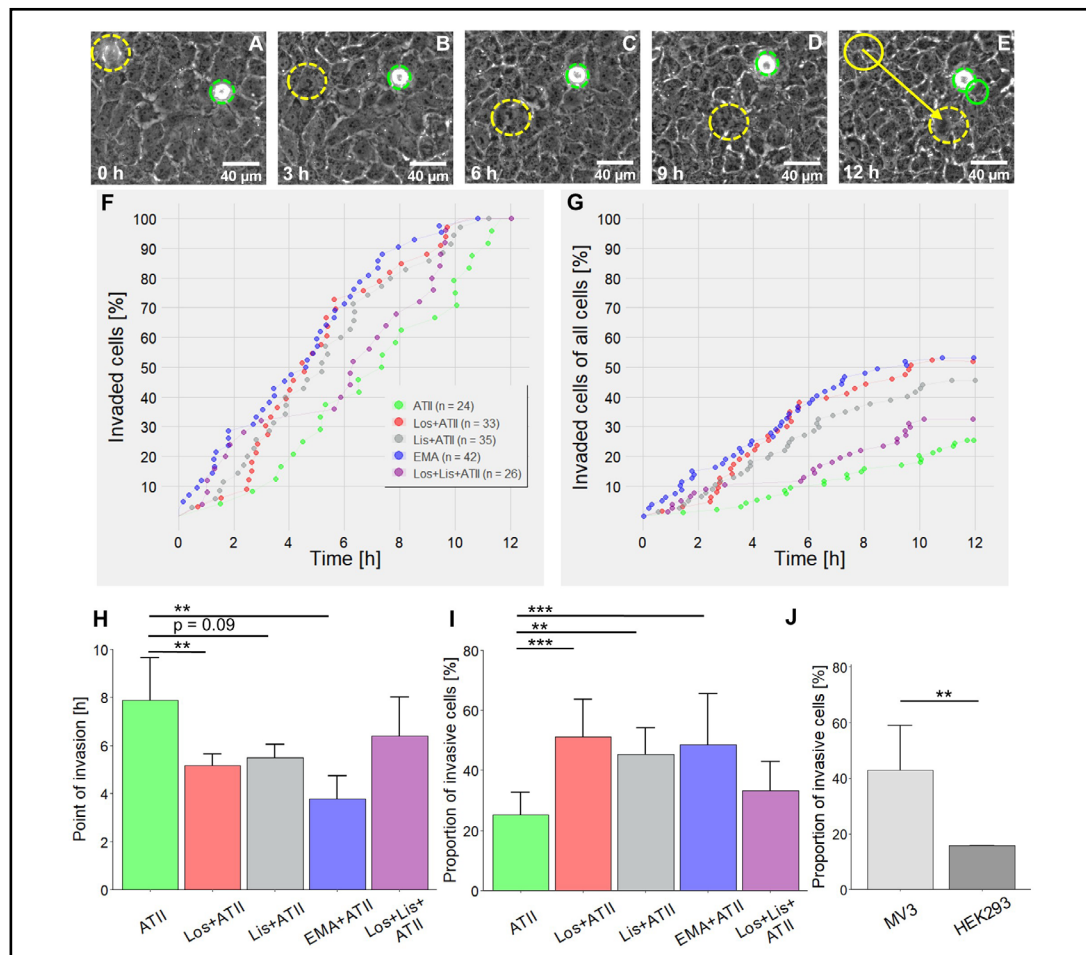 A
B
C
D
E
0 h
40 µm
3 h
40 µm
6 h
40 µm
9 h
40 µm
12 h
40 µm
F
Invaded cells [%]
100
90
80
70
60
50
40
30
20
10
0 2 4 6 8 10 12
Time [h]
ATII (n = 24)
Los+ATII (n = 33)
Lis+ATII (n = 35)
EMA (n = 42)
Los+Lis+ATII (n = 26)
G
Invaded cells of all cells [%]
100
90
80
70
60
50
40
30
20
10
0 2 4 6 8 10 12
Time [h]
H
**
p = 0.09
**
Point of invasion [h]
10
8
6
4
2
0
ATII
Los+ATII
Lis+ATII
EMA+ATII
Los+Lis+
ATII
I
***
**
***
Proportion of invasive cells [%]
80
60
40
20
0
ATII
Los+ATII
Lis+ATII
EMA+ATII
Los+Lis+
ATII
J
**
Proportion of invasive cells [%]
80
60
40
20
0
MV3
HEK293